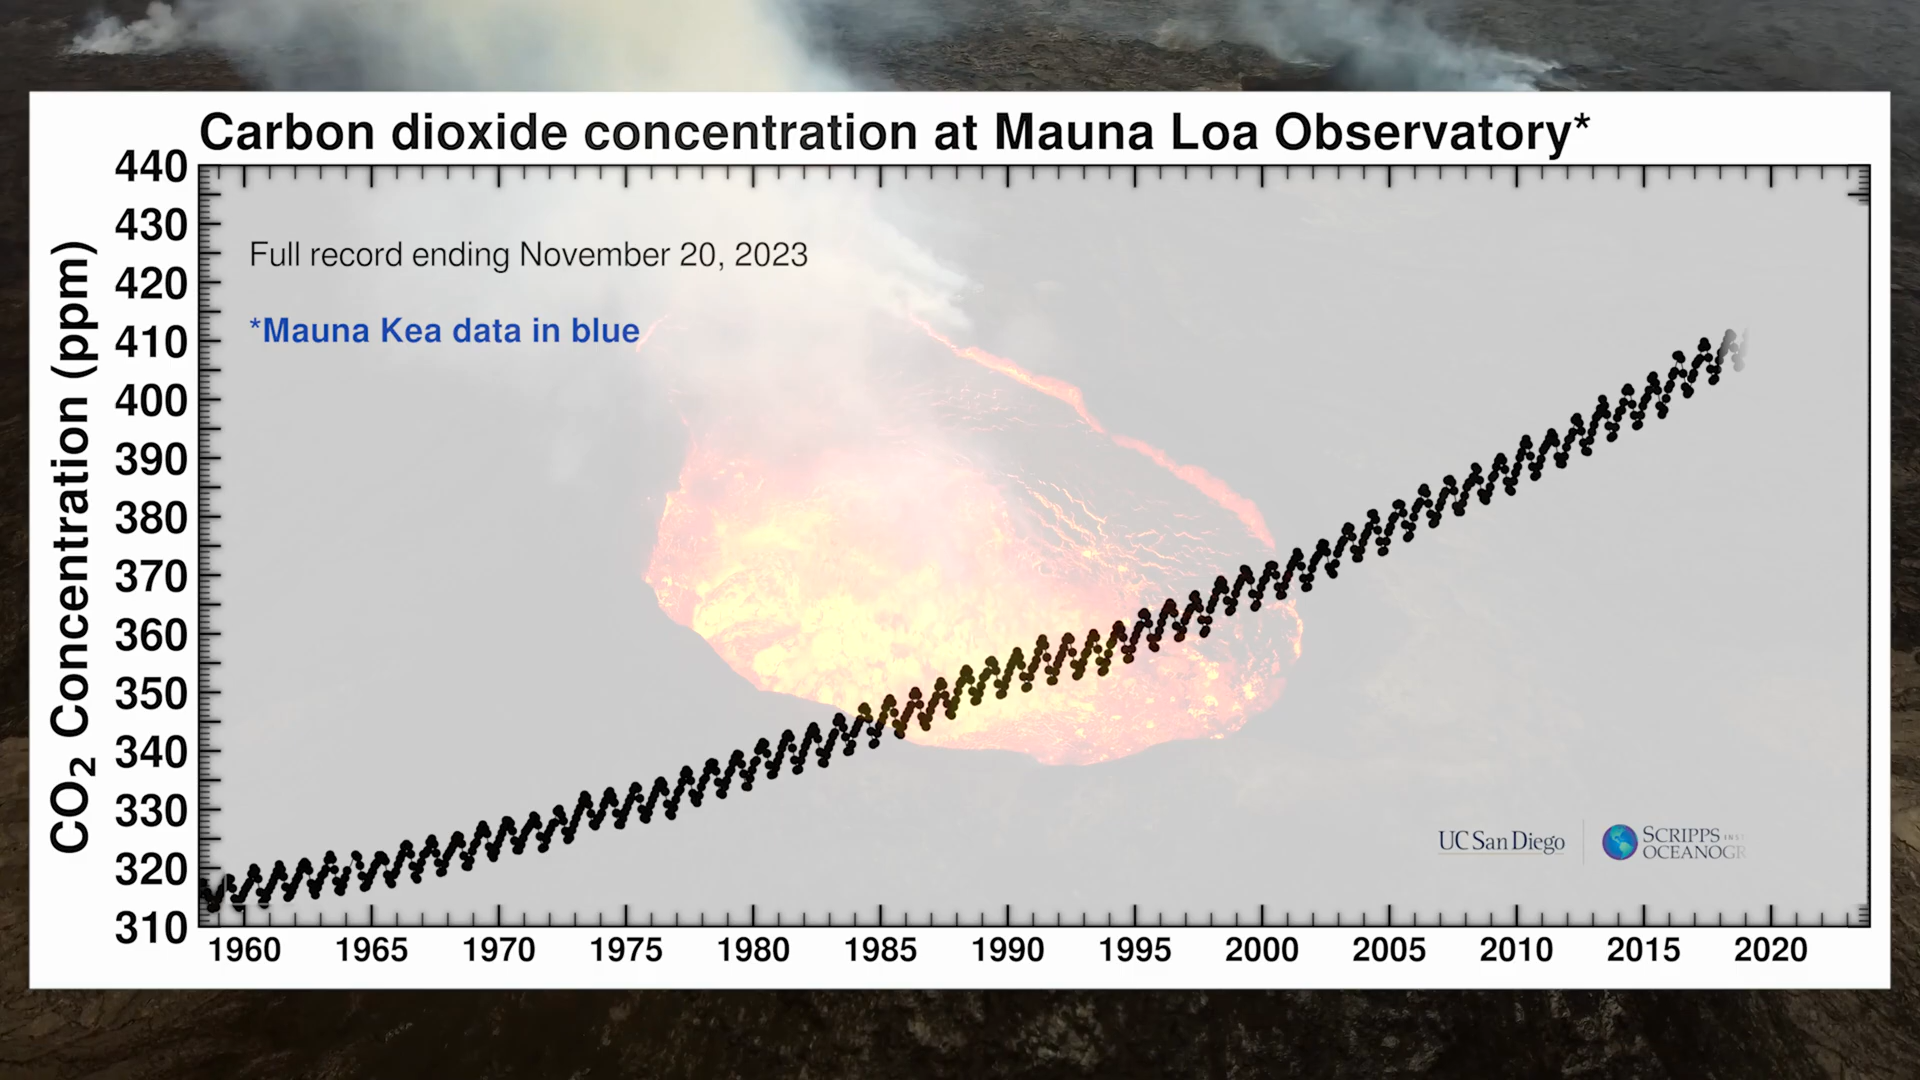 Carbon dioxide concentration at Mauna Loa Observatory*
440
430
420
410
400
390
380
370
360
350
340
330
320
310
CO₂ Concentration (ppm)
Full record ending November 20, 2023
*Mauna Kea data in blue
UC San Diego
SCRIPPS INS
OCEANOGR
1960 1965 1970 1975 1980 1985 1990 1995 2000 2005 2010 2015 2020